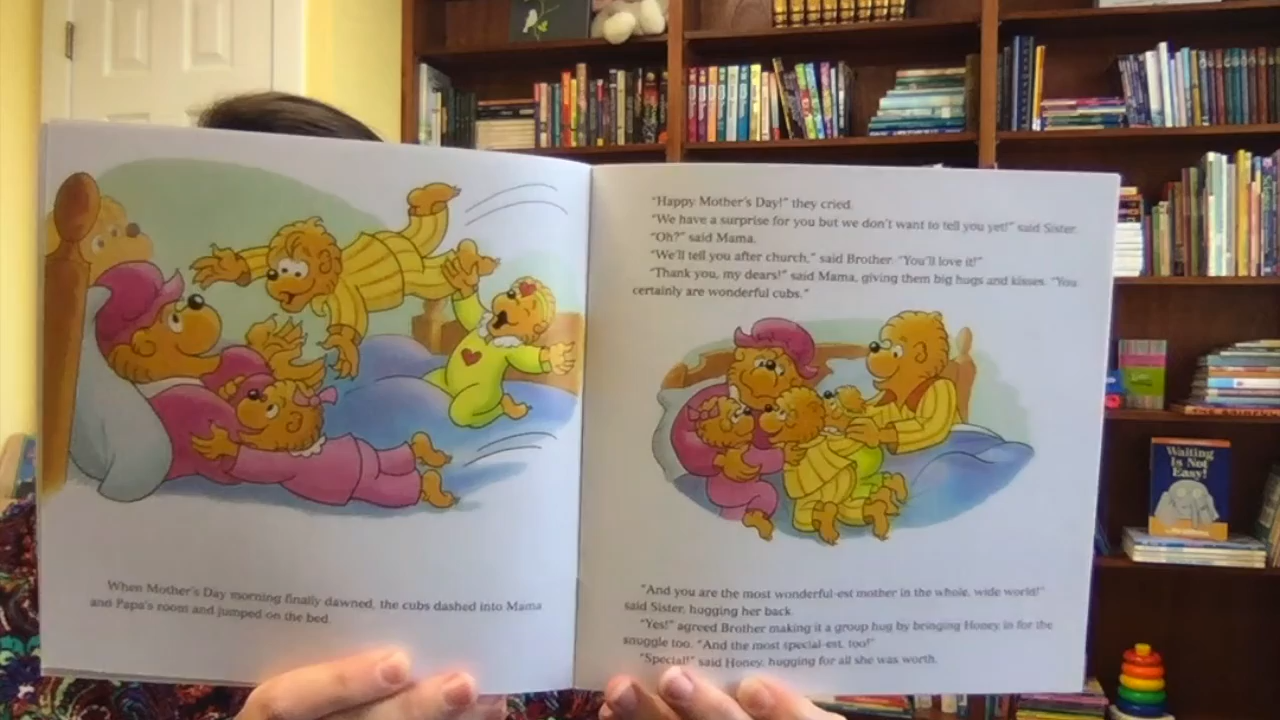 When Mother's Day morning finally dawned, the cubs dashed into Mama
and Papa's room and jumped on the bed.
"Happy Mother's Day!" they cried.
"We have a surprise for you but we don't want to tell you yet!" said Sister.
"Oh?" said Mama.
"We'll tell you after church," said Brother. "You'll love it!"
"Thank you, my dears!" said Mama, giving them big hugs and kisses. "You
certainly are wonderful cubs."
"And you are the most wonderful-est mother in the whole, wide world!"
said Sister, hugging her back.
"Yes!" agreed Brother making it a group hug by bringing Honey in for the
snuggle too. "And the most special-est, too!"
"Special!" said Honey, hugging for all she was worth.
Waiting
Is Not
Easy!